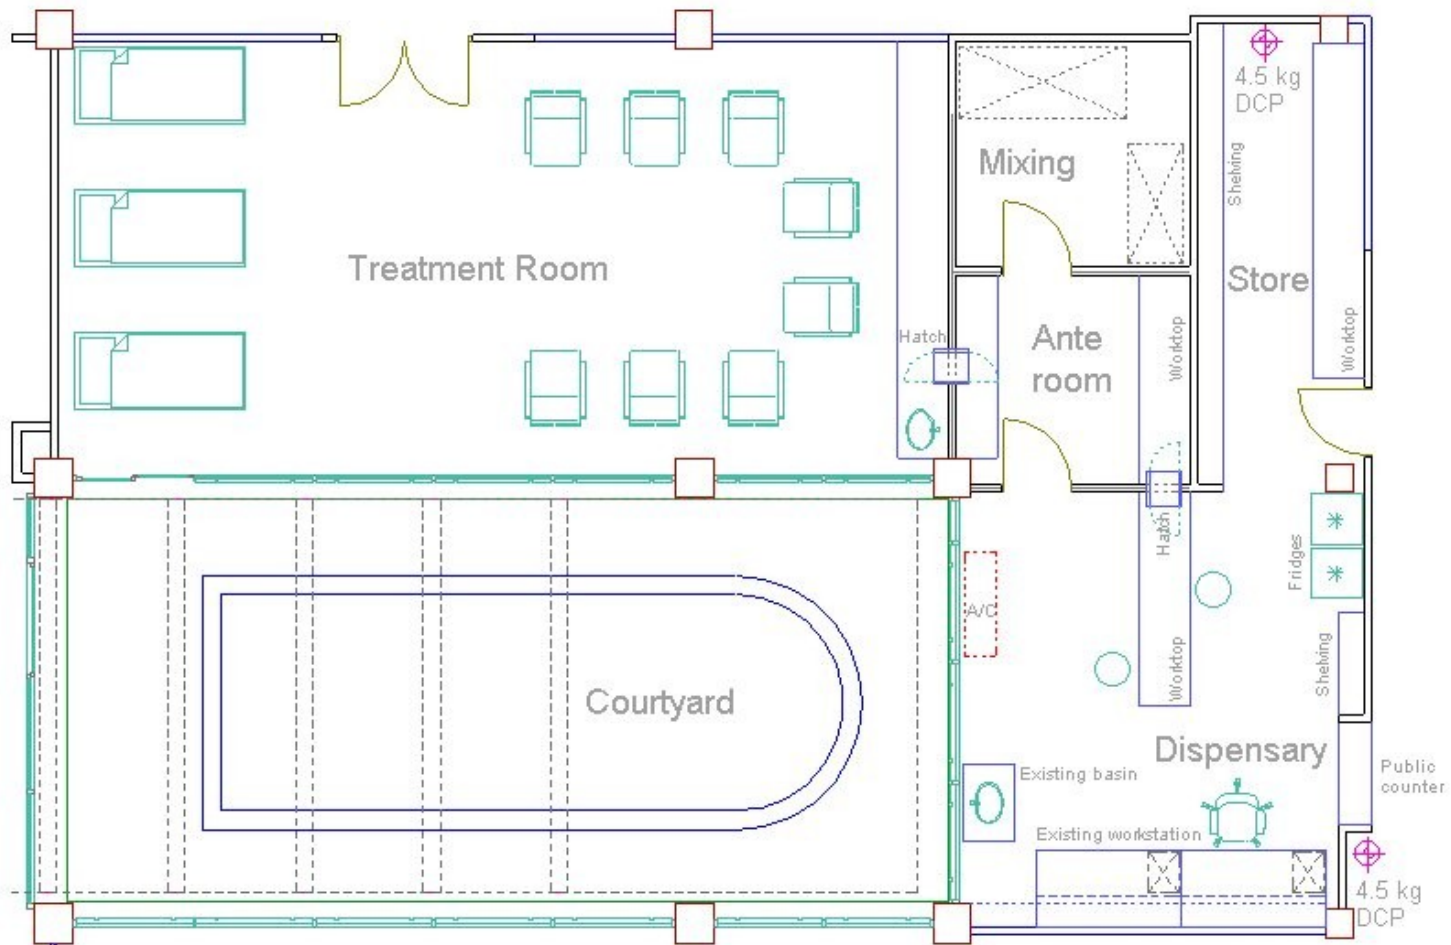 4.5 kg
DCP
Mixing
Shelving
Treatment Room
Store
Hatch
Ante
room
Worktop
Worktop
Hatch
Fridges
A/C
Shelving
Worktop
Courtyard
Dispensary
Existing basin
Public
counter
Existing workstation
4.5 kg
DCP